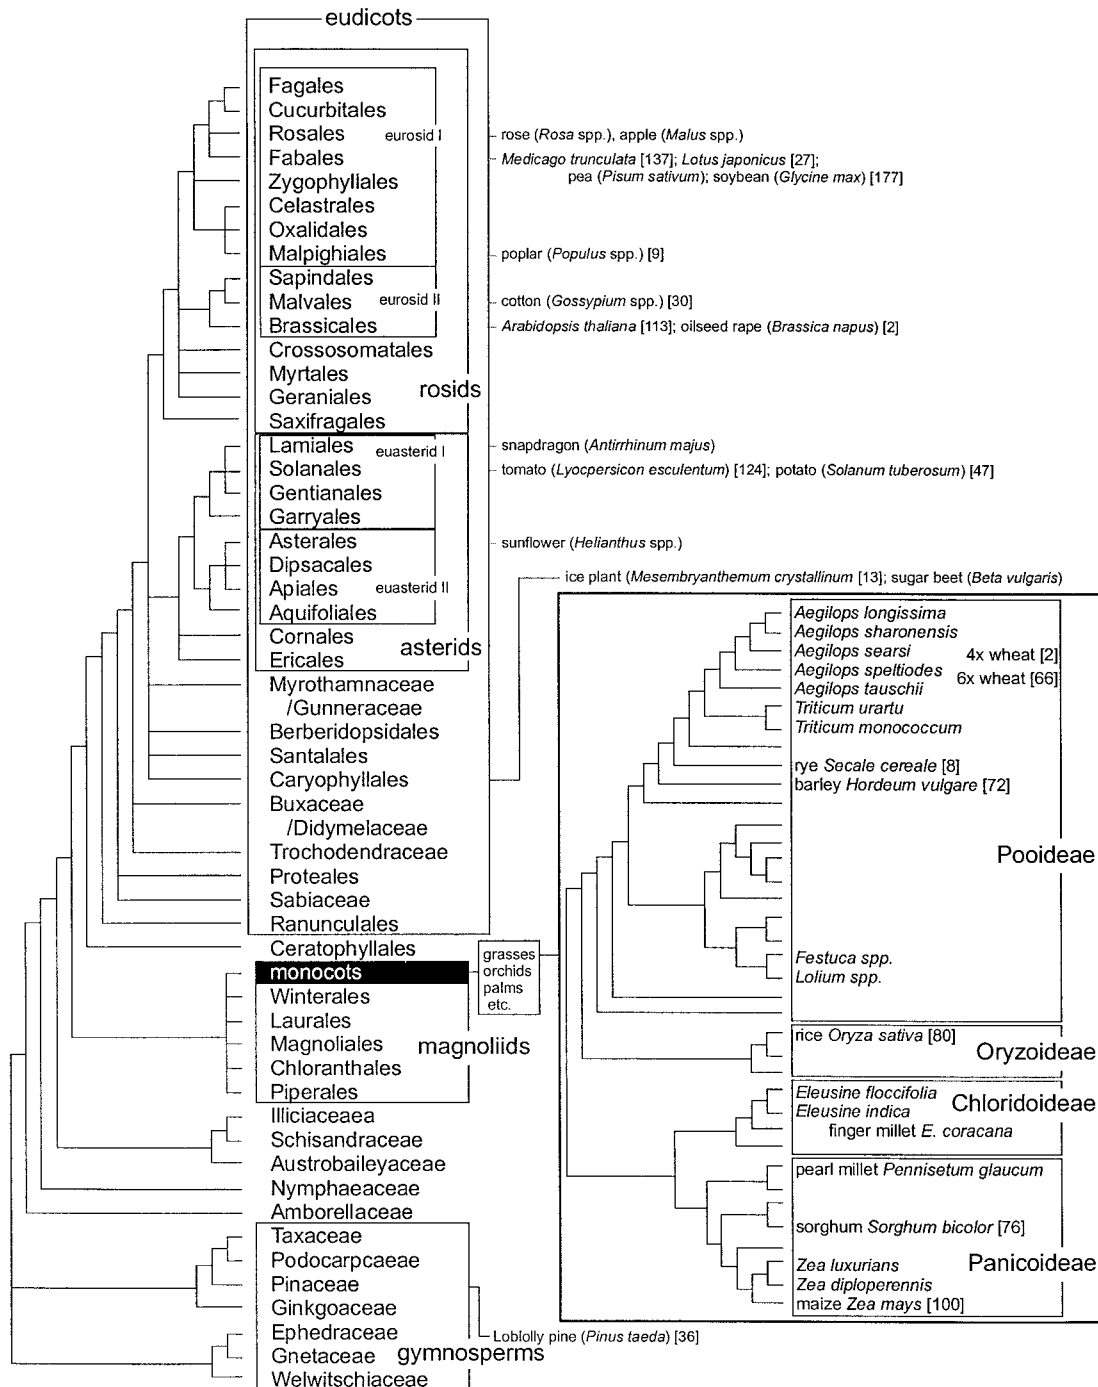 eudicots
Fagales
Cucurbitales
Rosales
eurosid I
rose (Rosa spp.), apple (Malus spp.)
Fabales
Medicago trunculata [137]; Lotus japonicus [27];
pea (Pisum sativum); soybean (Glycine max) [177]
Zygophyllales
Celastrales
Oxalidales
Malpighiales
poplar (Populus spp.) [9]
Sapindales
Malvales
eurosid II
cotton (Gossypium spp.) [30]
Brassicales
Arabidopsis thaliana [113]; oilseed rape (Brassica napus) [2]
Crossosomatales
Myrtales
rosids
Geraniales
Saxifragales
Lamiales
euasterid I
snapdragon (Antirrhinum majus)
Solanales
tomato (Lyocpersicon esculentum) [124]; potato (Solanum tuberosum) [47]
Gentianales
Garryales
Asterales
sunflower (Helianthus spp.)
Dipsacales
Apiales
euasterid II
ice plant (Mesembryanthemum crystallinum [13]; sugar beet (Beta vulgaris)
Aquifoliales
Cornales
asterids
Ericales
Myrothamnaceae
/Gunneraceae
Berberidopsidales
Santalales
Caryophyllales
Buxaceae
/Didymelaceae
Trochodendraceae
Proteales
Sabiaceae
Ranunculales
Ceratophyllales
monocots
grasses
orchids
palms
etc.
Winterales
Laurales
Magnoliales
magnoliids
Chloranthales
Piperales
Illiciaceaea
Schisandraceae
Austrobaileyaceae
Nymphaeaceae
Amborellaceae
Taxaceae
Podocarpcaeae
Pinaceae
Ginkgoaceae
Ephedraceae
Loblolly pine (Pinus taeda) [36]
Gnetaceae
gymnosperms
Welwitschiaceae
Aegilops longissima
Aegilops sharonensis
Aegilops searsi
4x wheat [2]
Aegilops speltiodes
6x wheat [66]
Aegilops tauschii
Triticum urartu
Triticum monococcum
rye Secale cereale [8]
barley Hordeum vulgare [72]
Pooideae
Festuca spp.
Lolium spp.
rice Oryza sativa [80]
Oryzoideae
Eleusine floccifolia
Chloridoideae
Eleusine indica
finger millet E. coracana
pearl millet Pennisetum glaucum
sorghum Sorghum bicolor [76]
Panicoideae
Zea luxurians
Zea diploperennis
maize Zea mays [100]